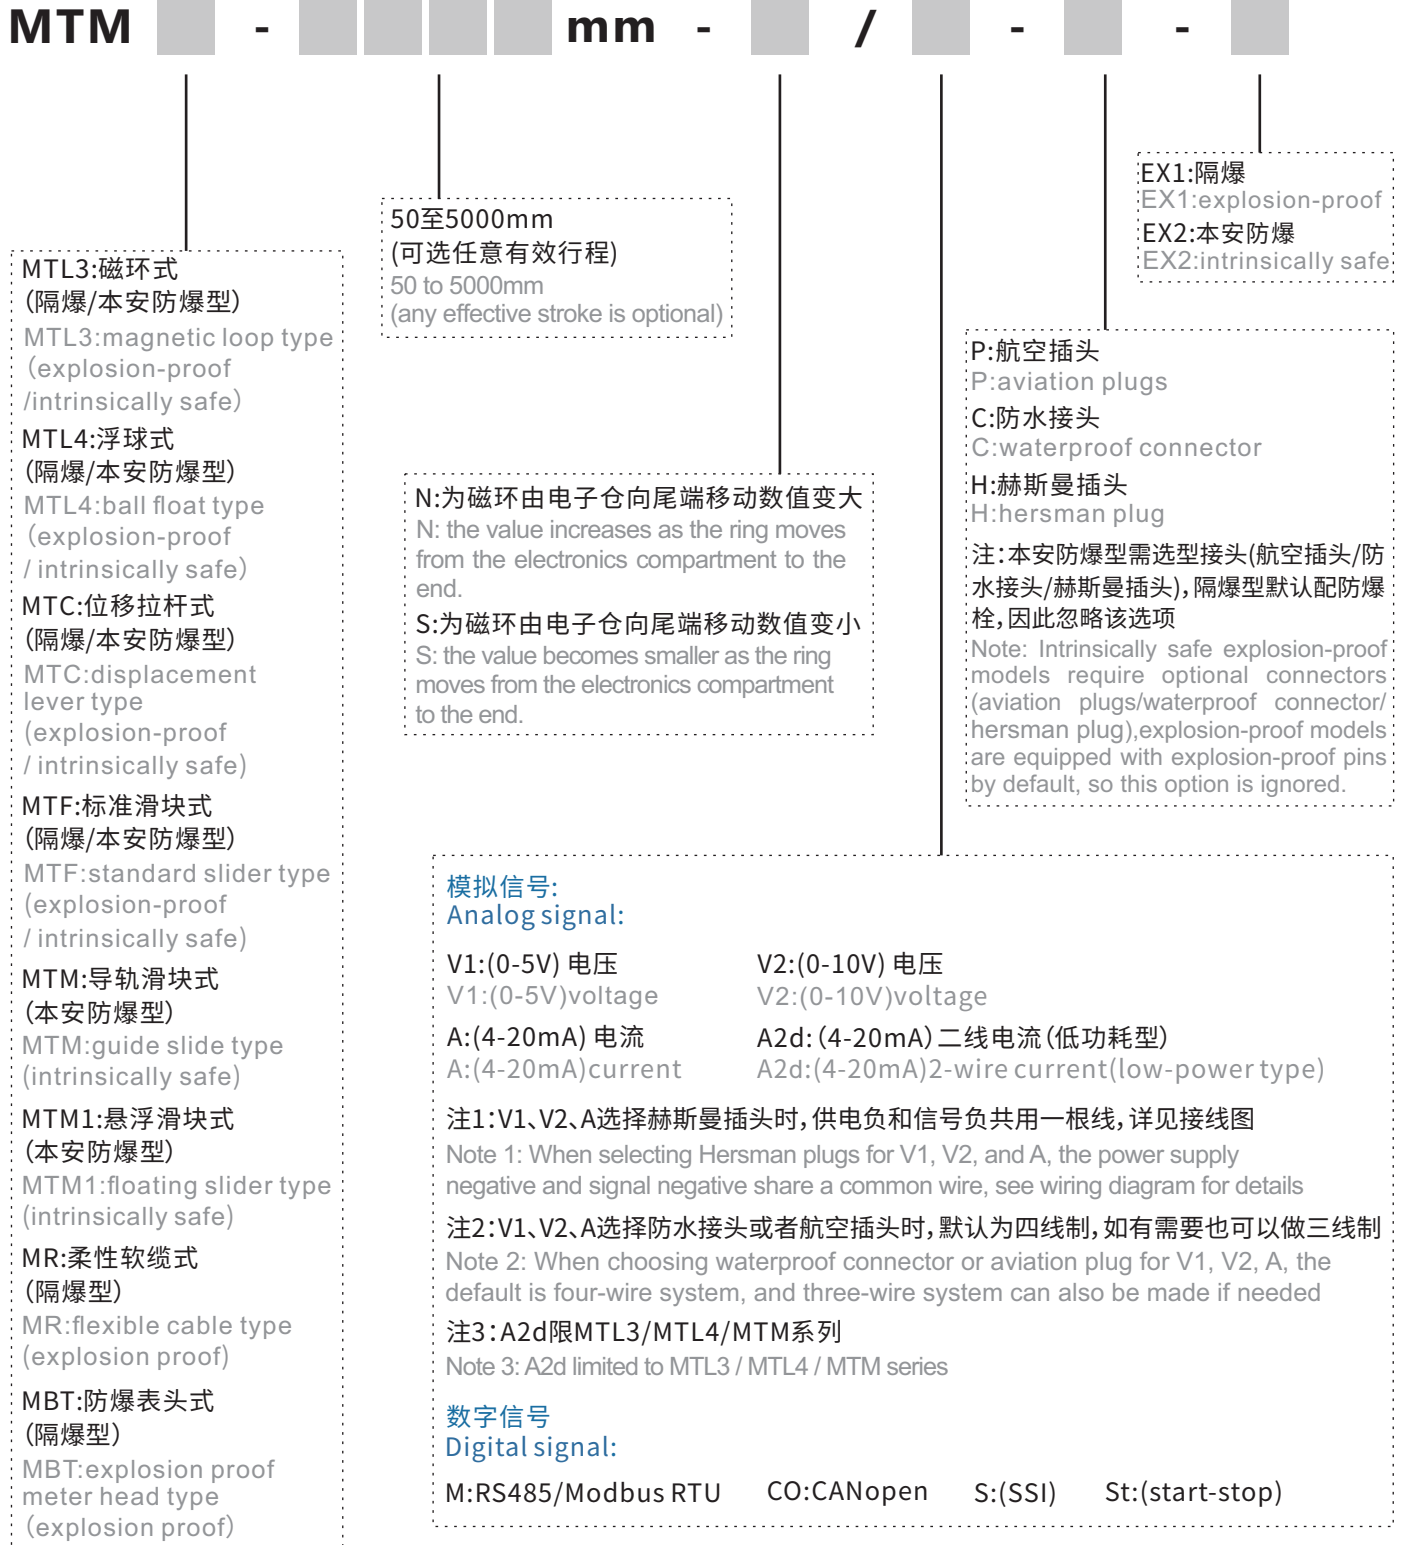 MTM - mm - / - -
EX1:隔爆
EX1:explosion-proof
EX2:本安防爆
EX2:intrinsically safe
50至5000mm
(可选任意有效行程)
50 to 5000mm
(any effective stroke is optional)
MTL3:磁环式
(隔爆/本安防爆型)
MTL3:magnetic loop type
(explosion-proof
/intrinsically safe)
MTL4:浮球式
(隔爆/本安防爆型)
MTL4:ball float type
(explosion-proof
/ intrinsically safe)
MTC:位移拉杆式
(隔爆/本安防爆型)
MTC:displacement
lever type
(explosion-proof
/ intrinsically safe)
MTF:标准滑块式
(隔爆/本安防爆型)
MTF:standard slider type
(explosion-proof
/ intrinsically safe)
MTM:导轨滑块式
(本安防爆型)
MTM:guide slide type
(intrinsically safe)
MTM1:悬浮滑块式
(本安防爆型)
MTM1:floating slider type
(intrinsically safe)
MR:柔性软缆式
(隔爆型)
MR:flexible cable type
(explosion proof)
MBT:防爆表头式
(隔爆型)
MBT:explosion proof
meter head type
(explosion proof)
N:为磁环由电子仓向尾端移动数值变大
N: the value increases as the ring moves
from the electronics compartment to the
end.
S:为磁环由电子仓向尾端移动数值变小
S: the value becomes smaller as the ring
moves from the electronics compartment
to the end.
P:航空插头
P:aviation plugs
C:防水接头
C:waterproof connector
H:赫斯曼插头
H:hersman plug
注:本安防爆型需选型接头(航空插头/防
水接头/赫斯曼插头),隔爆型默认配防爆
栓,因此忽略该选项
Note: Intrinsically safe explosion-proof
models require optional connectors
(aviation plugs/waterproof connector/
hersman plug),explosion-proof models
are equipped with explosion-proof pins
by default, so this option is ignored.
模拟信号:
Analog signal:
V1:(0-5V) 电压 V2:(0-10V) 电压
V1:(0-5V)voltage V2:(0-10V)voltage
A:(4-20mA) 电流 A2d:(4-20mA)二线电流(低功耗型)
A:(4-20mA)current A2d:(4-20mA)2-wire current(low-power type)
注1:V1、V2、A选择赫斯曼插头时,供电负和信号负共用一根线,详见接线图
Note 1: When selecting Hersman plugs for V1, V2, and A, the power supply
negative and signal negative share a common wire, see wiring diagram for details
注2:V1、V2、A选择防水接头或者航空插头时,默认为四线制,如有需要也可以做三线制
Note 2: When choosing waterproof connector or aviation plug for V1, V2, A, the
default is four-wire system, and three-wire system can also be made if needed
注3:A2d限MTL3/MTL4/MTM系列
Note 3: A2d limited to MTL3 / MTL4 / MTM series
数字信号
Digital signal:
M:RS485/Modbus RTU CO:CANopen S:(SSI) St:(start-stop)